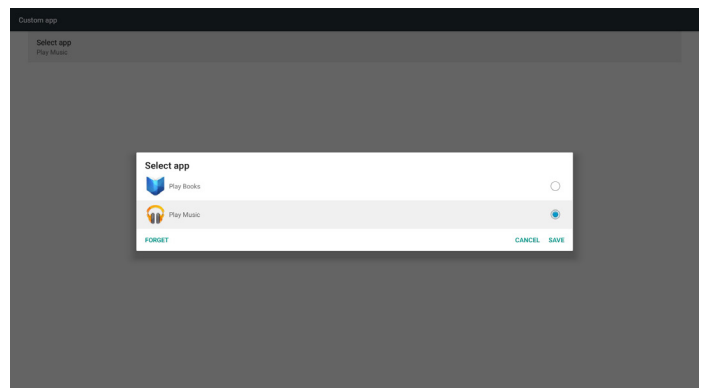 Custom app
Select app
Play Music
Select app
Play Books
Play Music
FORGET
CANCEL SAVE